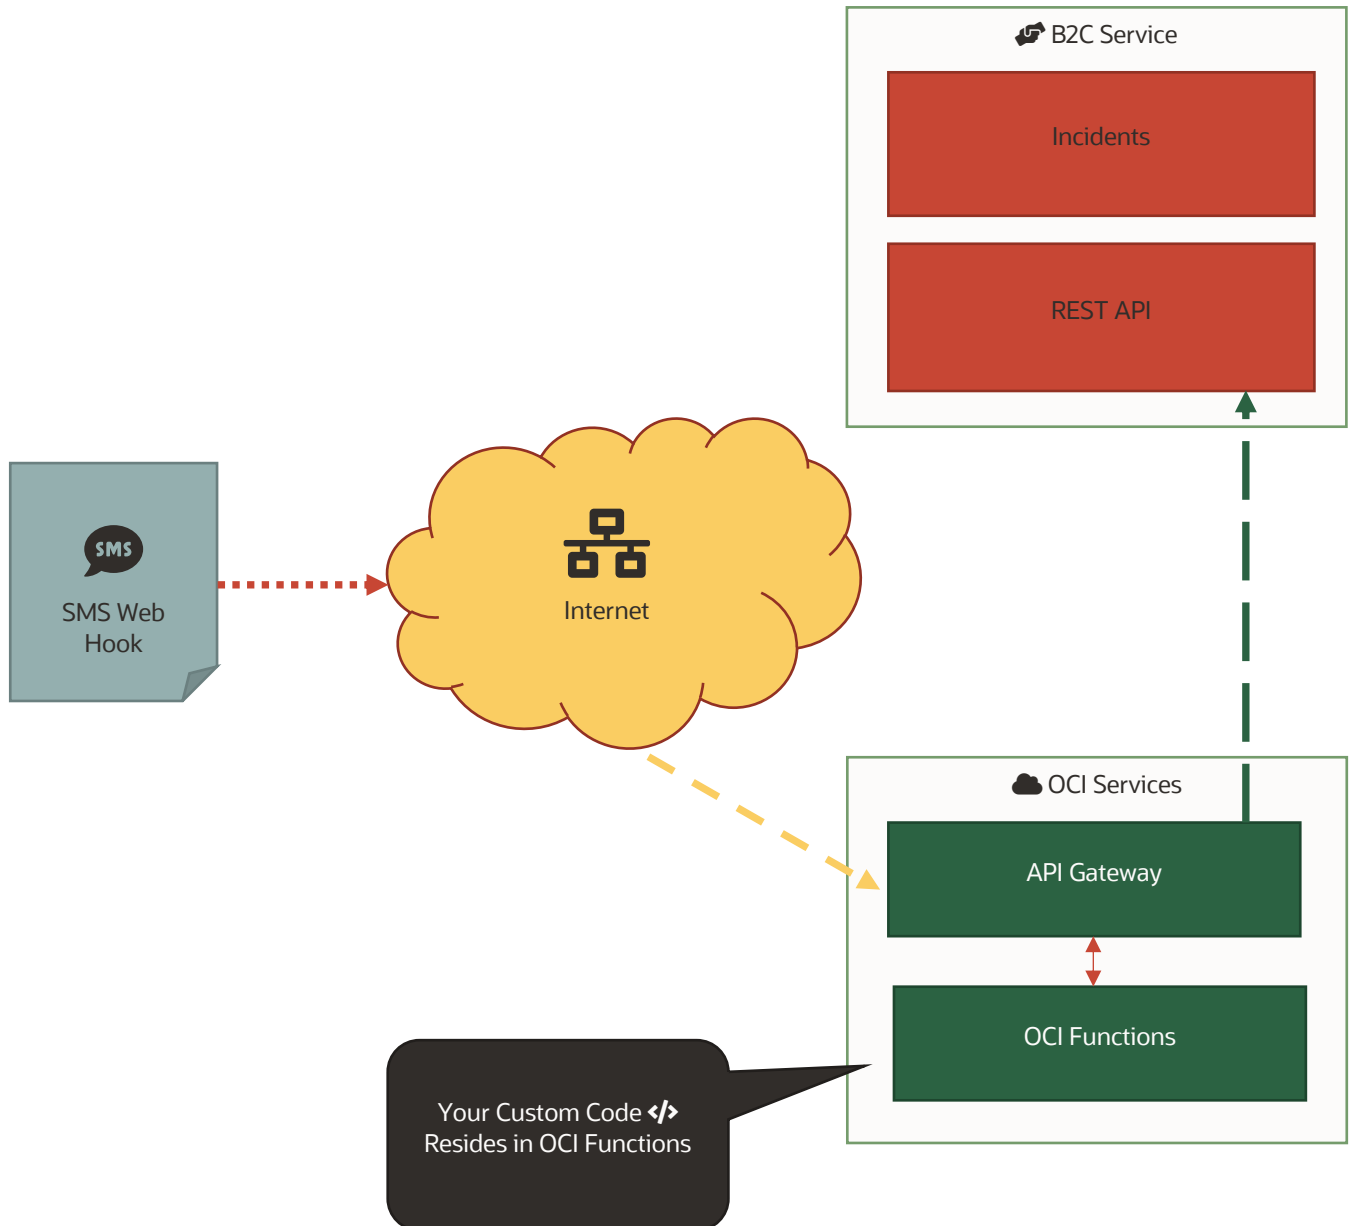 B2C Service
Incidents
REST API
SMS
SMS Web
Hook
Internet
OCI Services
API Gateway
OCI Functions
Your Custom Code </>
Resides in OCI Functions